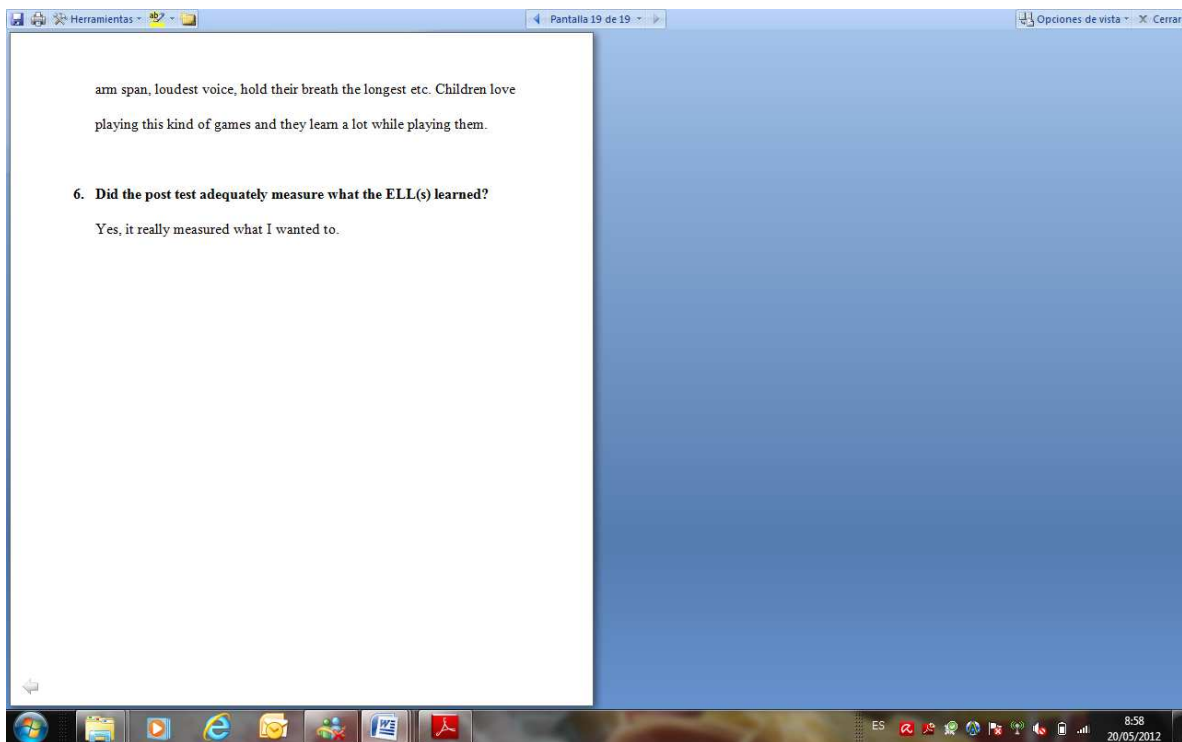 Herramientas
Pantalla 19 de 19
Opciones de vista
Cerrar
arm span, loudest voice, hold their breath the longest etc. Children love
playing this kind of games and they learn a lot while playing them.
6. Did the post test adequately measure what the ELL(s) learned?
Yes, it really measured what I wanted to.
ES
8:58
20/05/2012